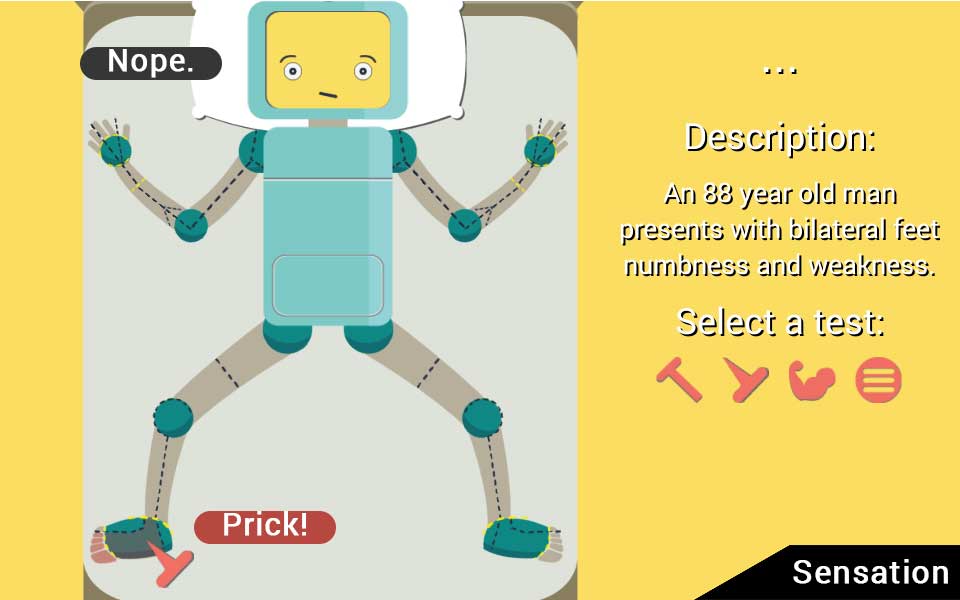 Nope.
...
Description:
An 88 year old man
presents with bilateral feet
numbness and weakness.
Select a test:
Prick!
Sensation